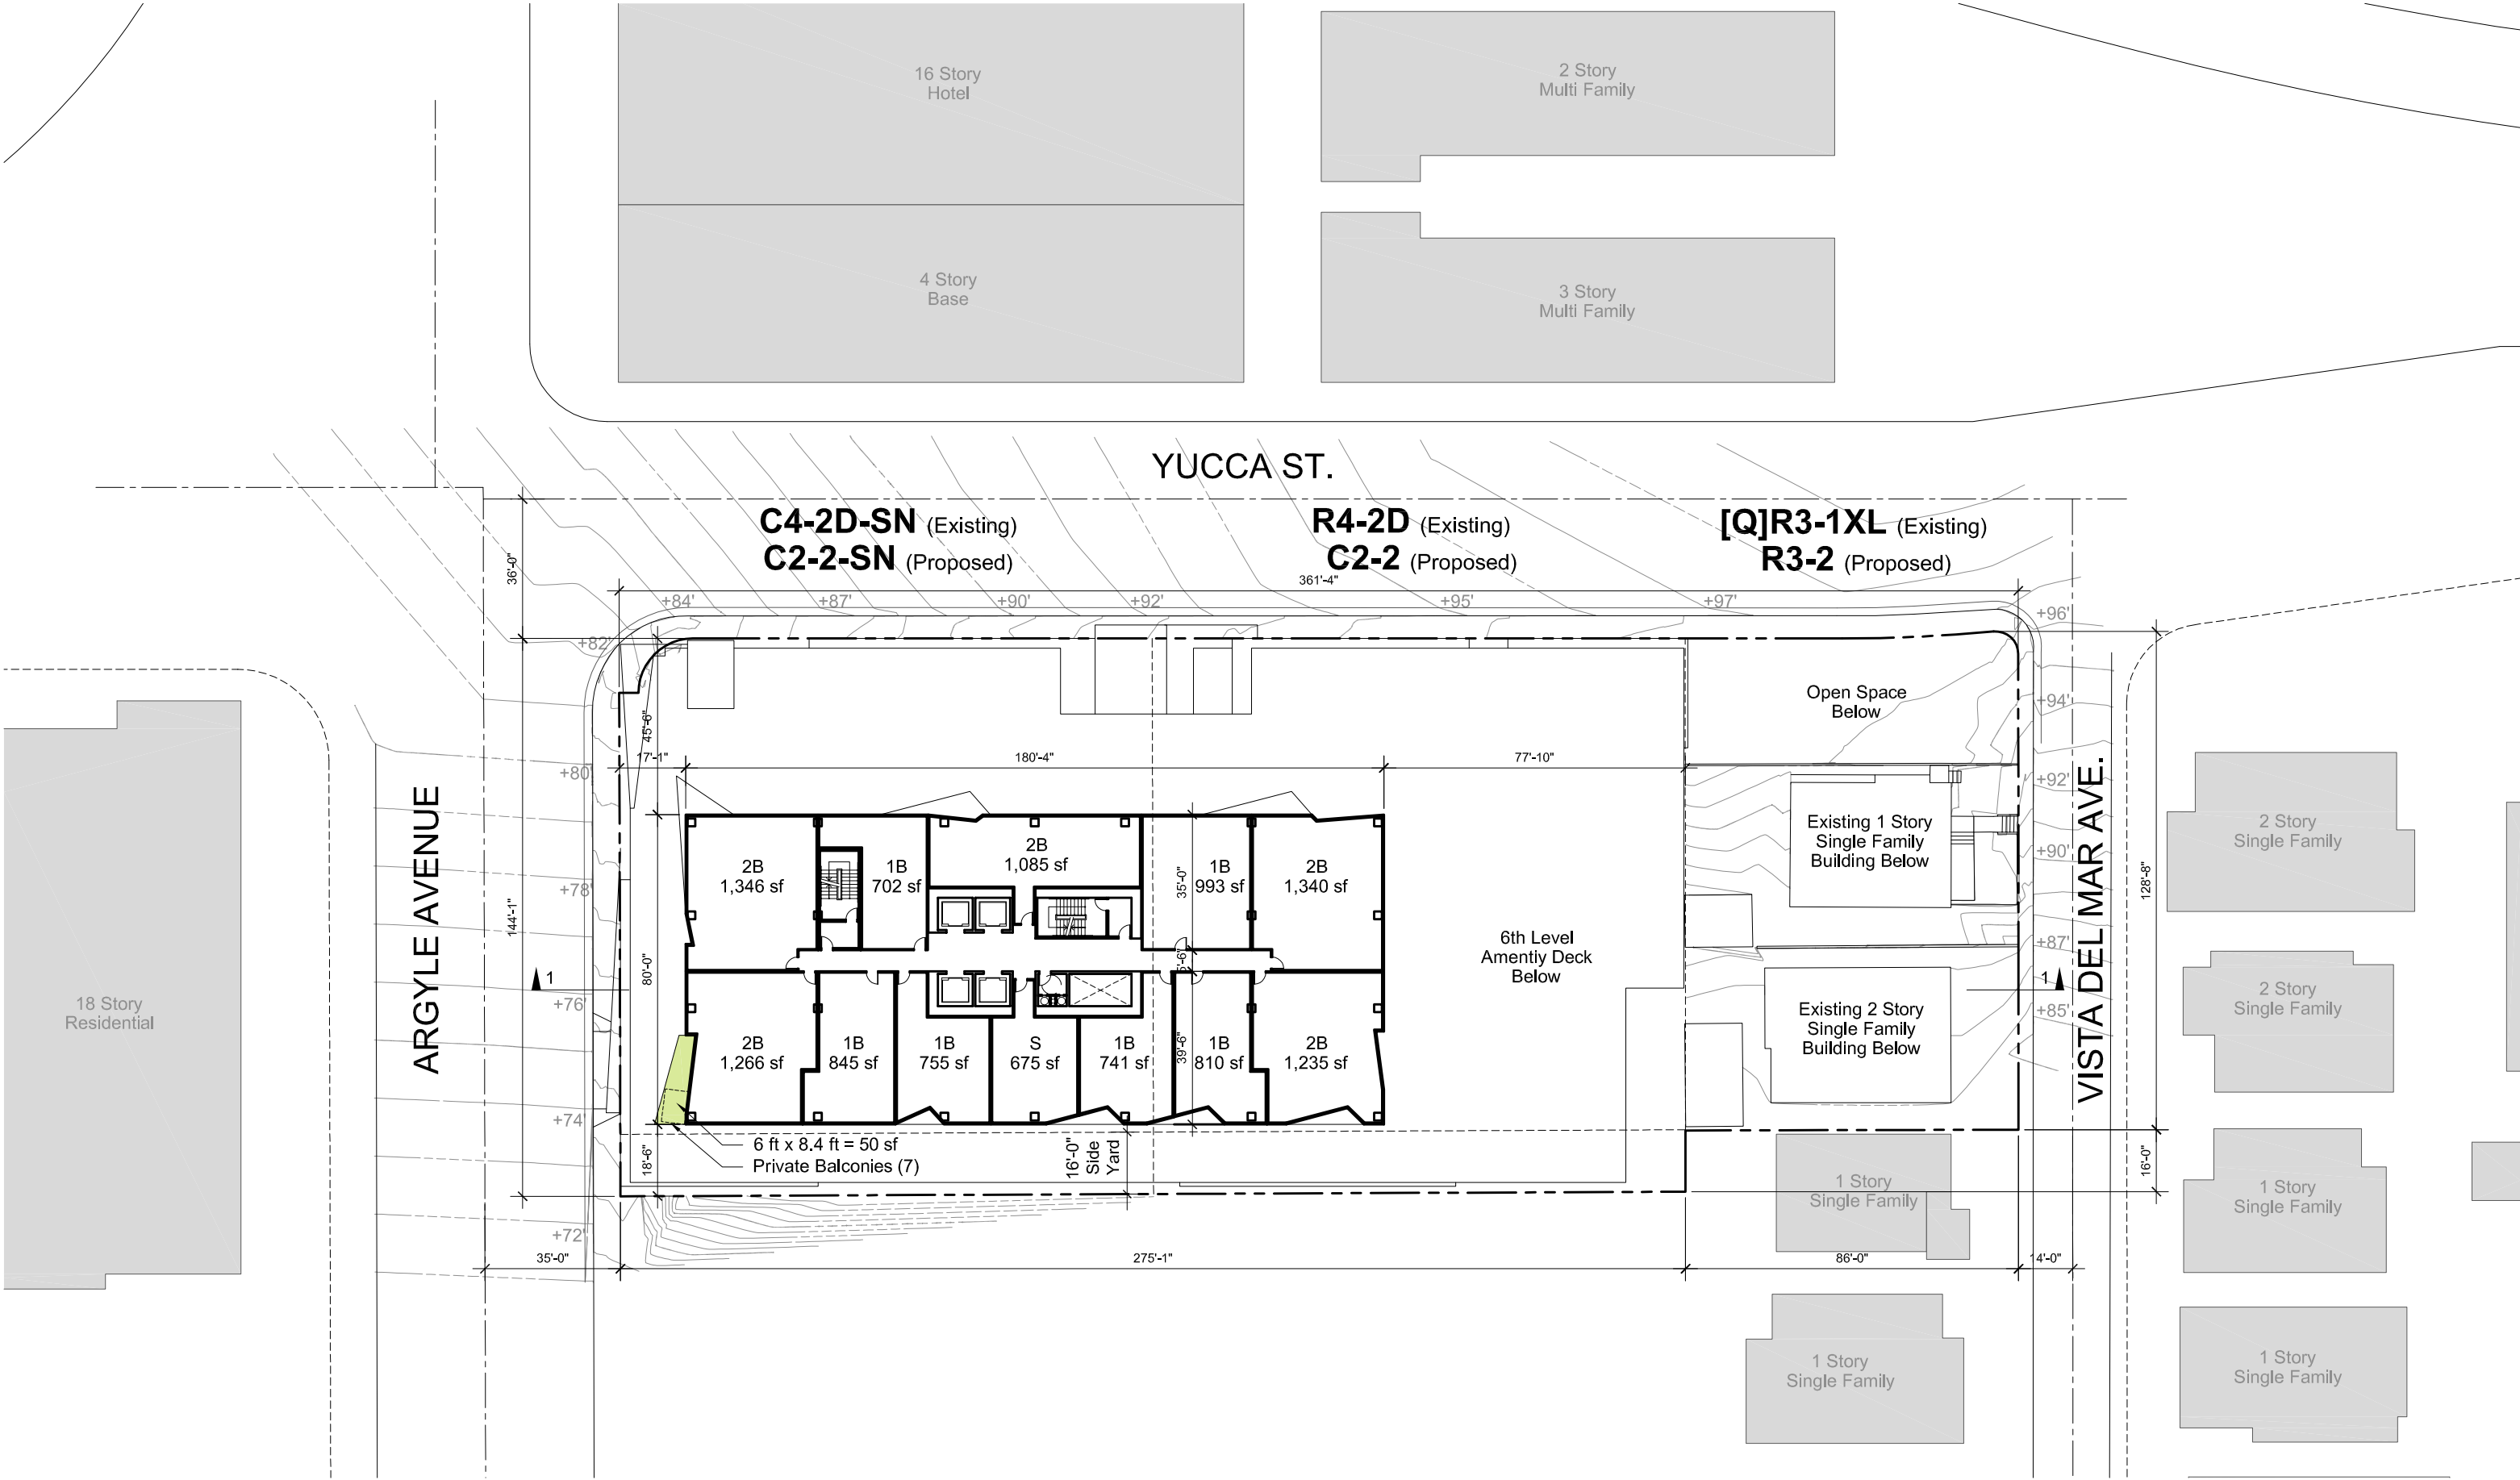 16 Story
Hotel
2 Story
Multi Family
4 Story
Base
3 Story
Multi Family
YUCCA ST.
C4-2D-SN (Existing)
C2-2-SN (Proposed)
R4-2D (Existing)
C2-2 (Proposed)
[Q]R3-1XL (Existing)
R3-2 (Proposed)
36'-0"
361'-4"
+84'
+87'
+90'
+92'
+95'
+97'
+96'
+82'
Open Space
Below
+94'
45'-6"
17'-1"
180'-4"
77'-10"
+80'
+92'
ARGYLE AVENUE
VISTA DEL MAR AVE.
2B
1,346 sf
1B
702 sf
2B
1,085 sf
1B
993 sf
2B
1,340 sf
35'-0"
Existing 1 Story
Single Family
Building Below
2 Story
Single Family
+90'
+78'
128'-8"
144'-1"
80'-0"
6th Level
Amentiy Deck
Below
+87'
1
1
18 Story
Residential
+76'
+85'
2B
1,266 sf
1B
845 sf
1B
755 sf
S
675 sf
1B
741 sf
39'-6"
1B
810 sf
2B
1,235 sf
Existing 2 Story
Single Family
Building Below
2 Story
Single Family
+74'
6 ft x 8.4 ft = 50 sf
Private Balconies (7)
18'-6"
16'-0"
Side
Yard
16'-0"
1 Story
Single Family
1 Story
Single Family
+72'
35'-0"
275'-1"
86'-0"
14'-0"
1 Story
Single Family
1 Story
Single Family